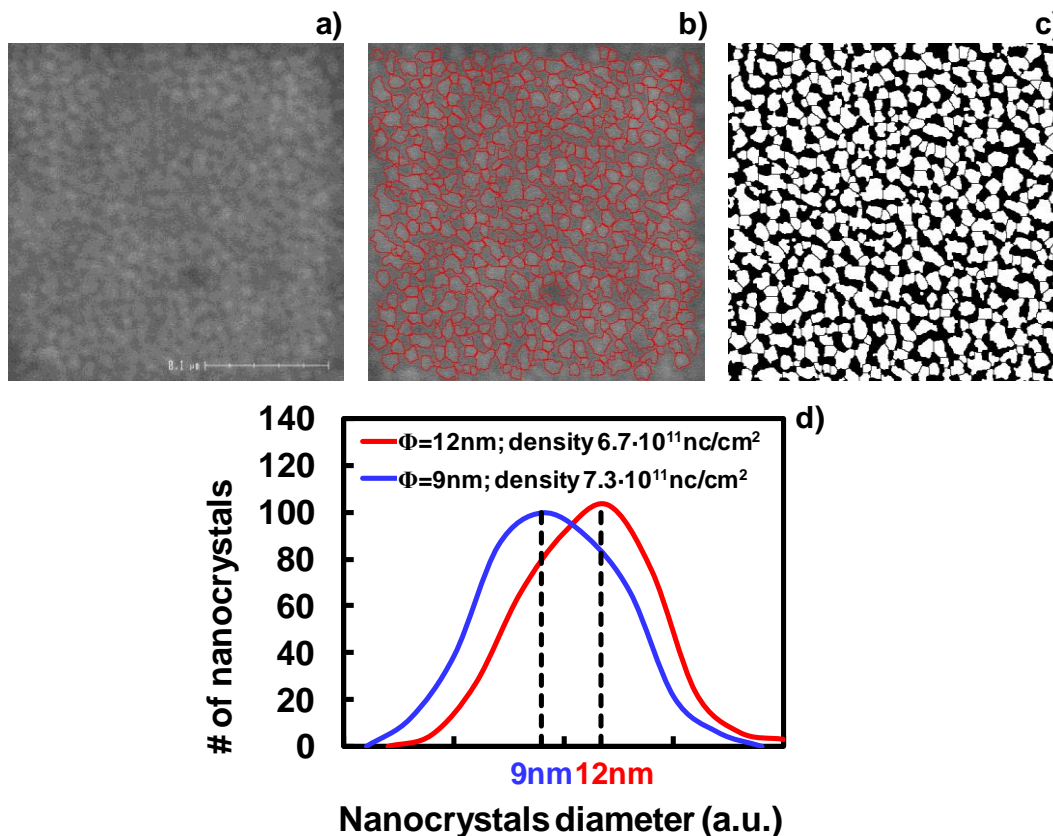 a)
b)
c)
0.1 µm
d)
140
120
100
80
60
40
20
0
# of nanocrystals
Φ=12nm; density 6.7·10¹¹nc/cm²
Φ=9nm; density 7.3·10¹¹nc/cm²
9nm 12nm
Nanocrystals diameter (a.u.)